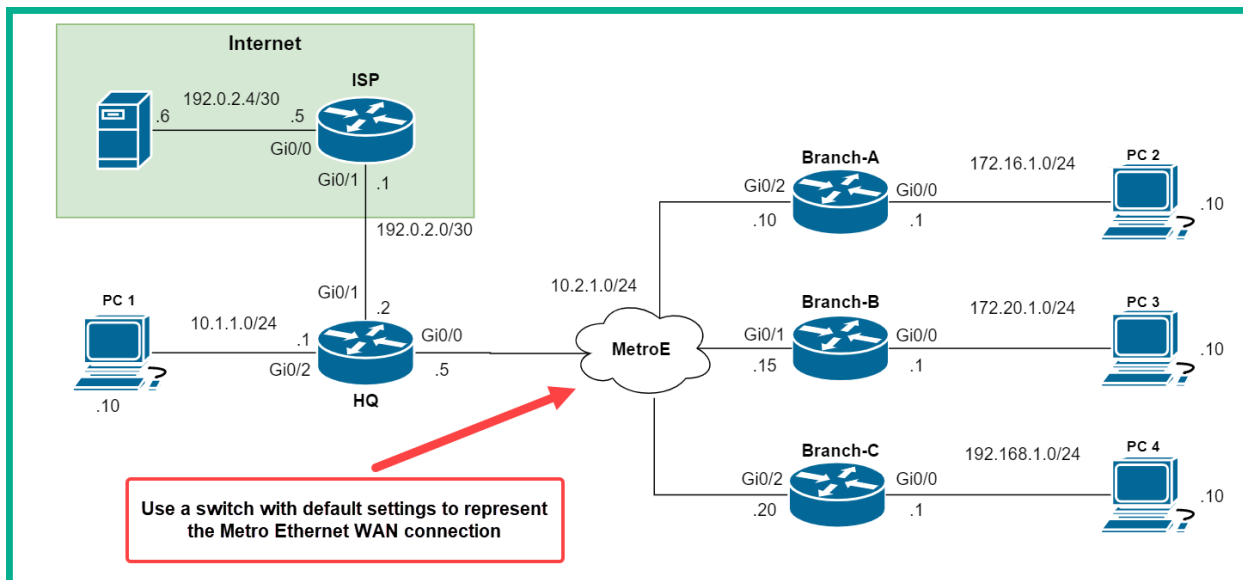 Internet
ISP
192.0.2.4/30
.6
.5
Gi0/0
Gi0/1
.1
192.0.2.0/30
Branch-A
172.16.1.0/24
PC 2
Gi0/2
Gi0/0
.10
.1
.10
PC 1
10.1.1.0/24
Gi0/1
.2
.1
Gi0/0
Gi0/2
.5
.10
HQ
10.2.1.0/24
MetroE
Branch-B
172.20.1.0/24
PC 3
Gi0/1
Gi0/0
.15
.1
.10
Branch-C
192.168.1.0/24
PC 4
Gi0/2
Gi0/0
.20
.1
.10
Use a switch with default settings to represent
the Metro Ethernet WAN connection